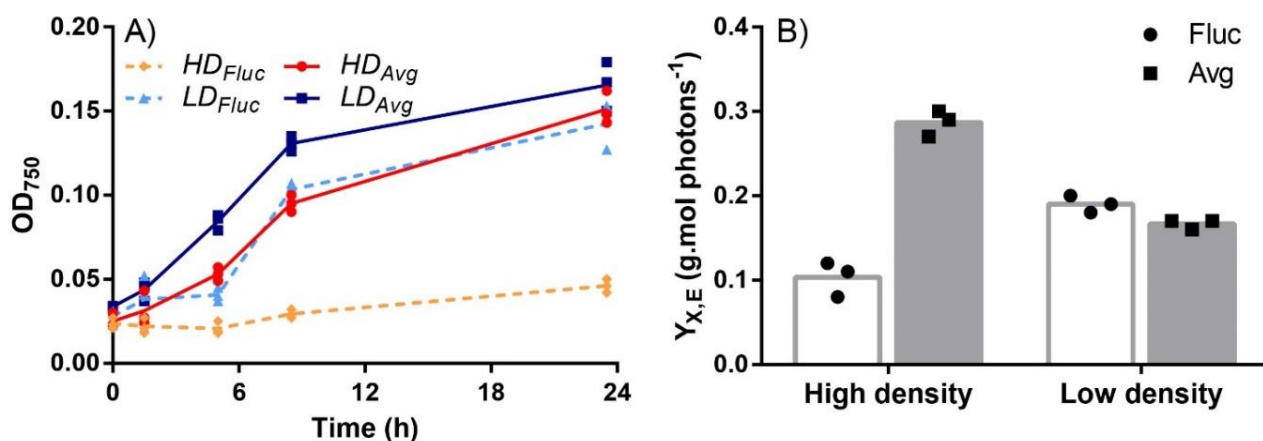 A)
HD_Fluc HD_Avg
LD_Fluc LD_Avg
OD_750
0.20
0.15
0.10
0.05
0.00
0 6 12 18 24
Time (h)
B)
Fluc
Avg
Y_X,E (g.mol photons⁻¹)
0.4
0.3
0.2
0.1
0.0
High density Low density